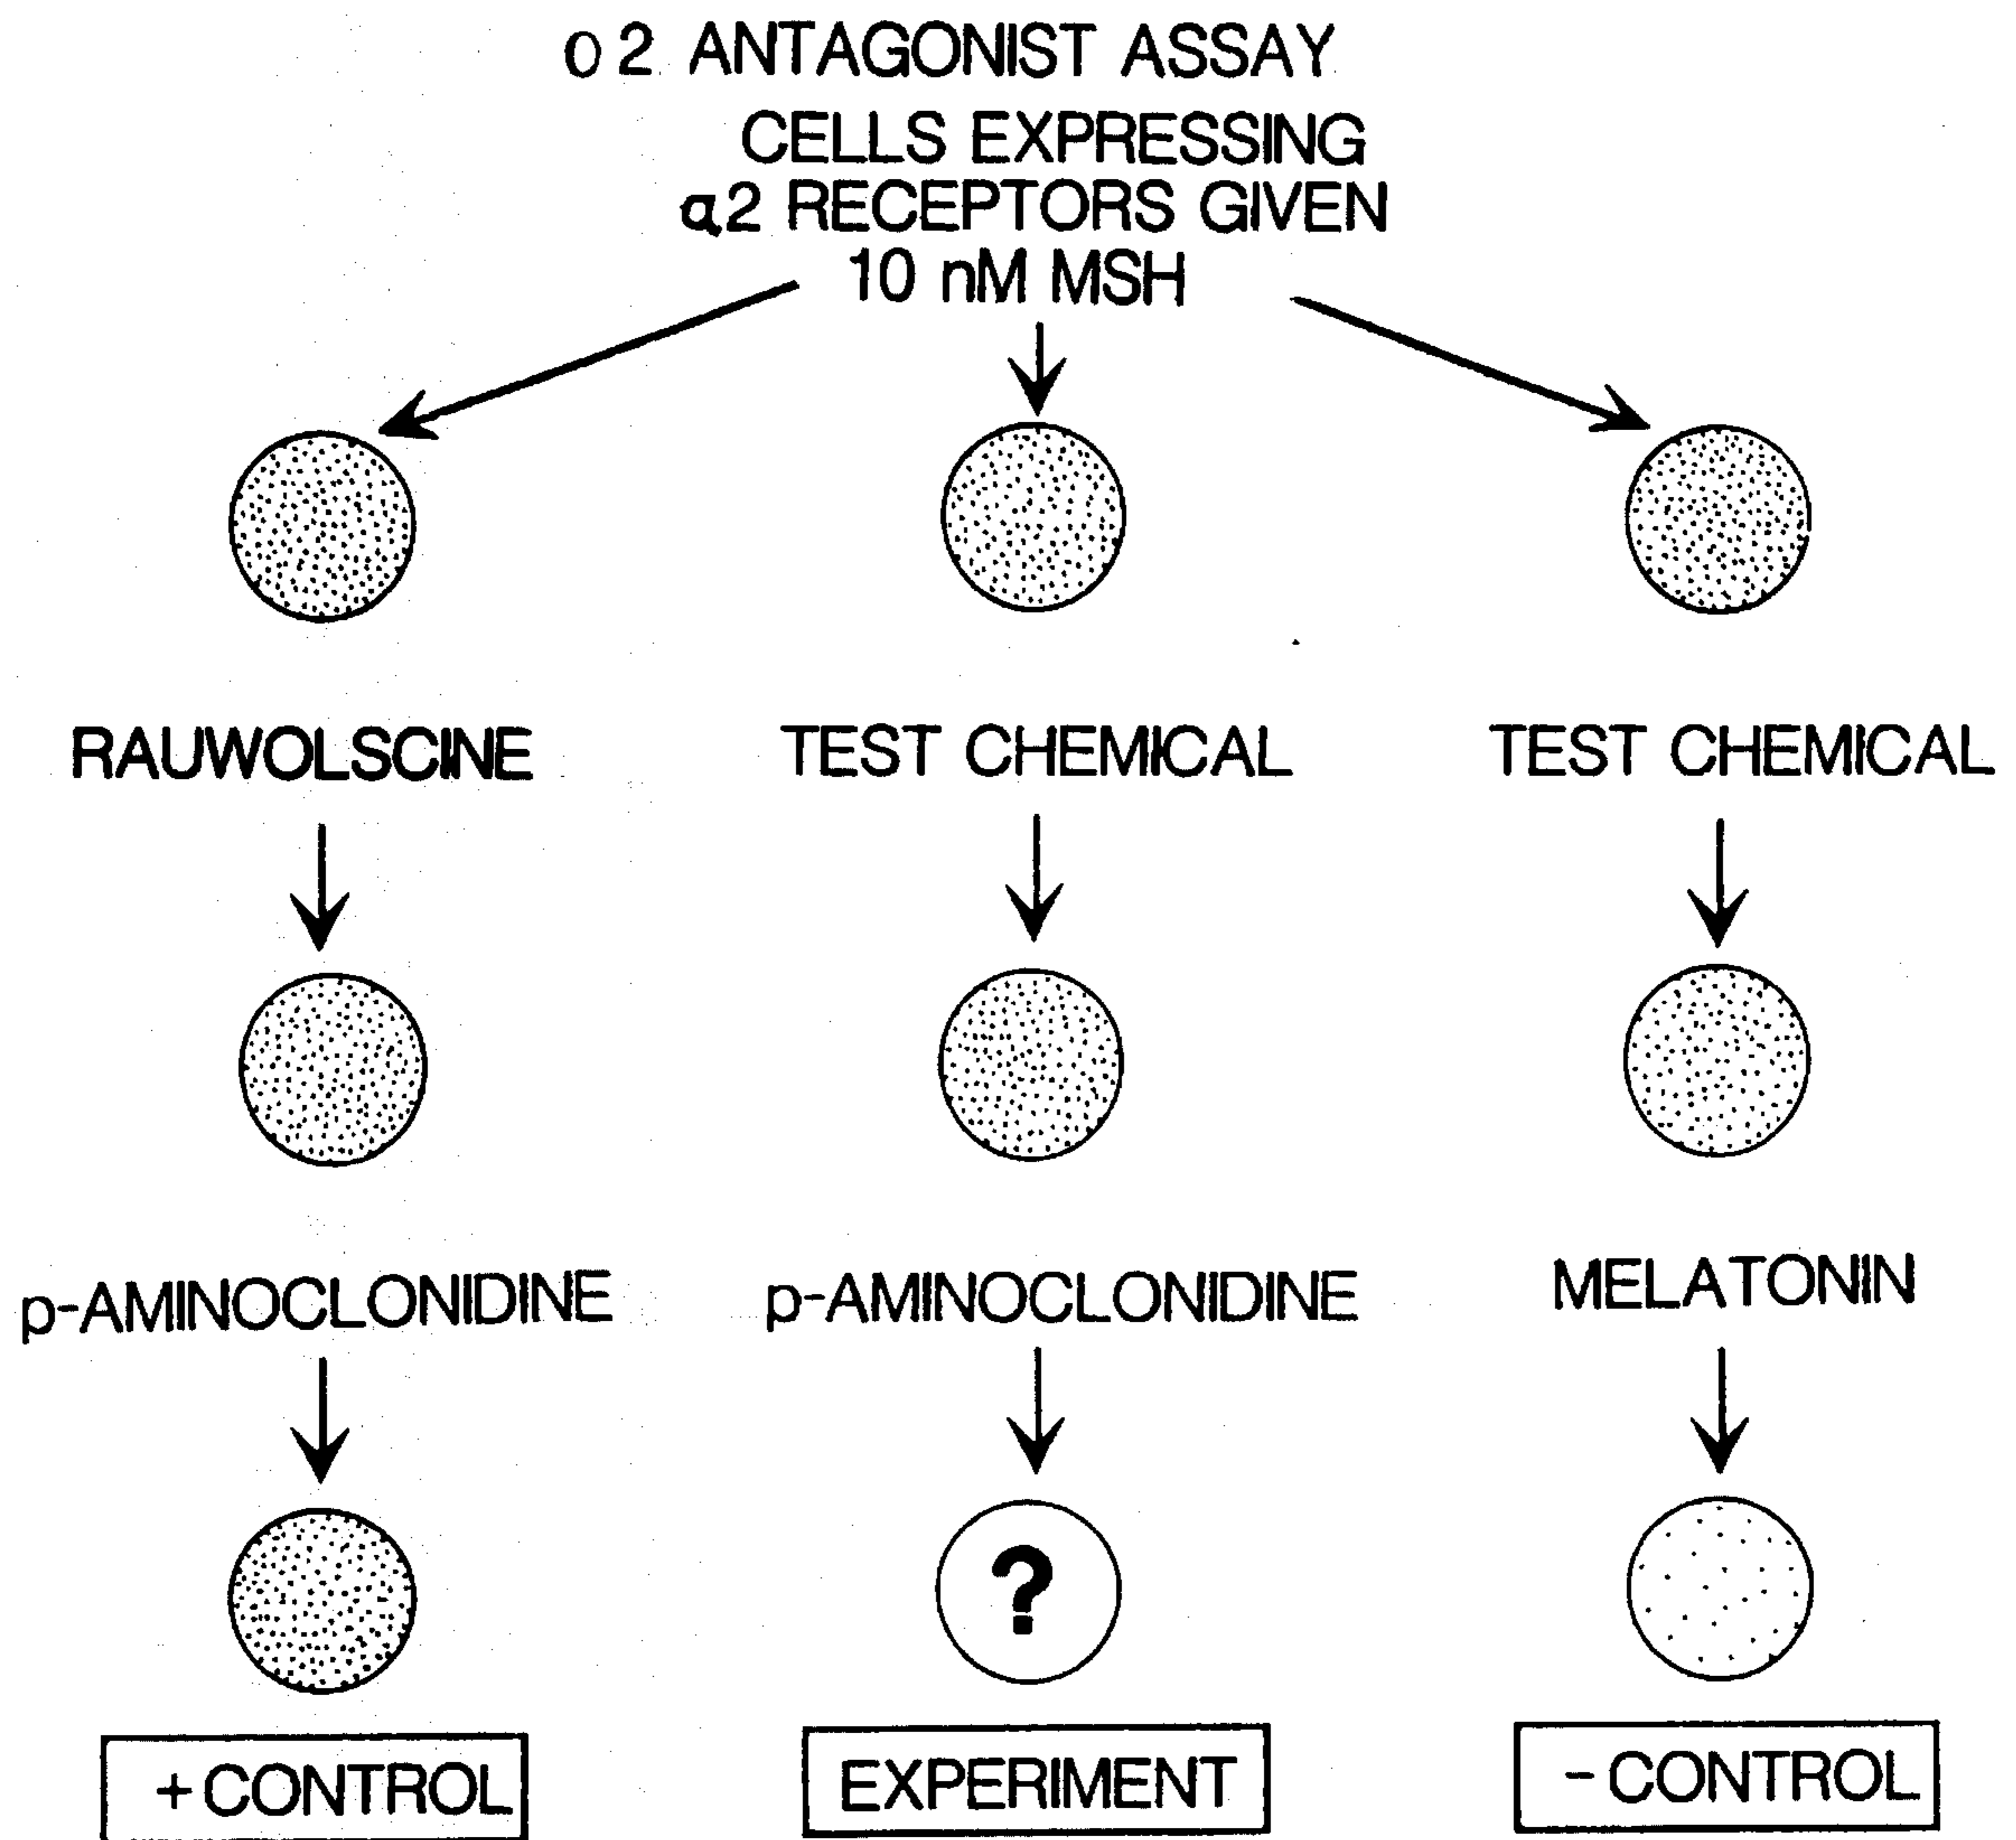 α2 ANTAGONIST ASSAY
CELLS EXPRESSING
α2 RECEPTORS GIVEN
10 nM MSH
RAUWOLSCINE
TEST CHEMICAL
TEST CHEMICAL
p-AMINOCLONIDINE
p-AMINOCLONIDINE
MELATONIN
?
+CONTROL
EXPERIMENT
-CONTROL